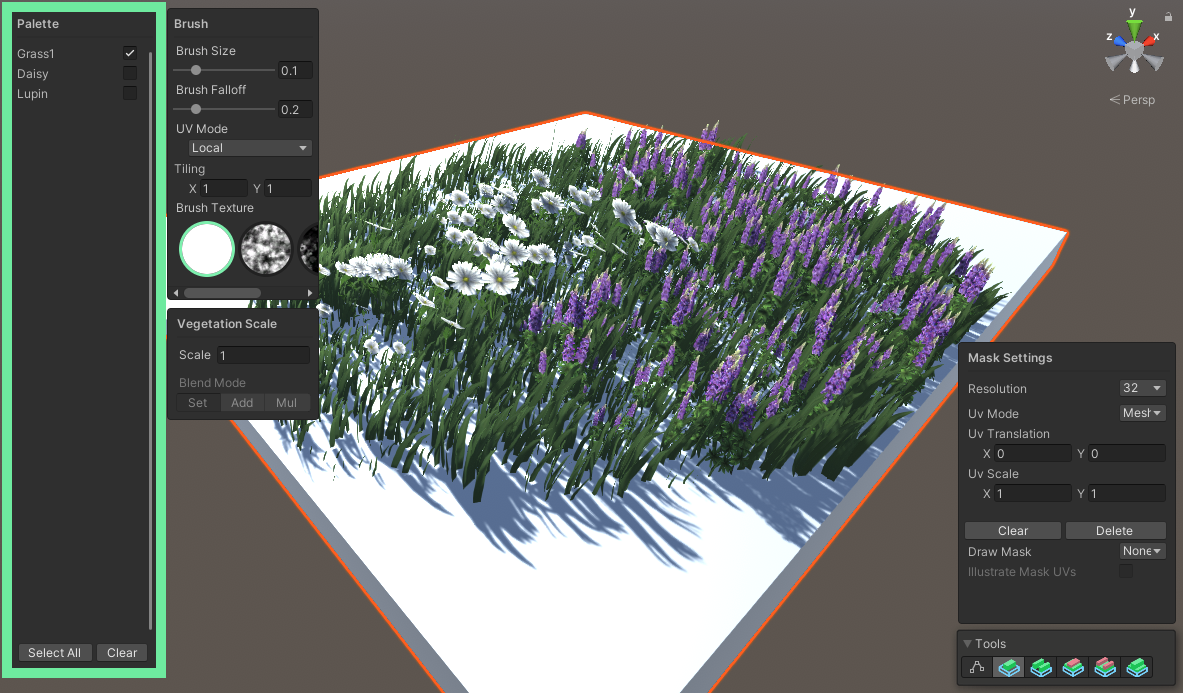 Palette
Grass1
Daisy
Lupin
Select All
Clear
Brush
Brush Size
0.1
Brush Falloff
0.2
UV Mode
Local
Tiling
X 1 Y 1
Brush Texture
Vegetation Scale
Scale 1
Blend Mode
Set Add Mul
y
z x
Persp
Mask Settings
Resolution 32
Uv Mode Mesh
Uv Translation
X 0 Y 0
Uv Scale
X 1 Y 1
Clear Delete
Draw Mask None
Illustrate Mask UVs
Tools